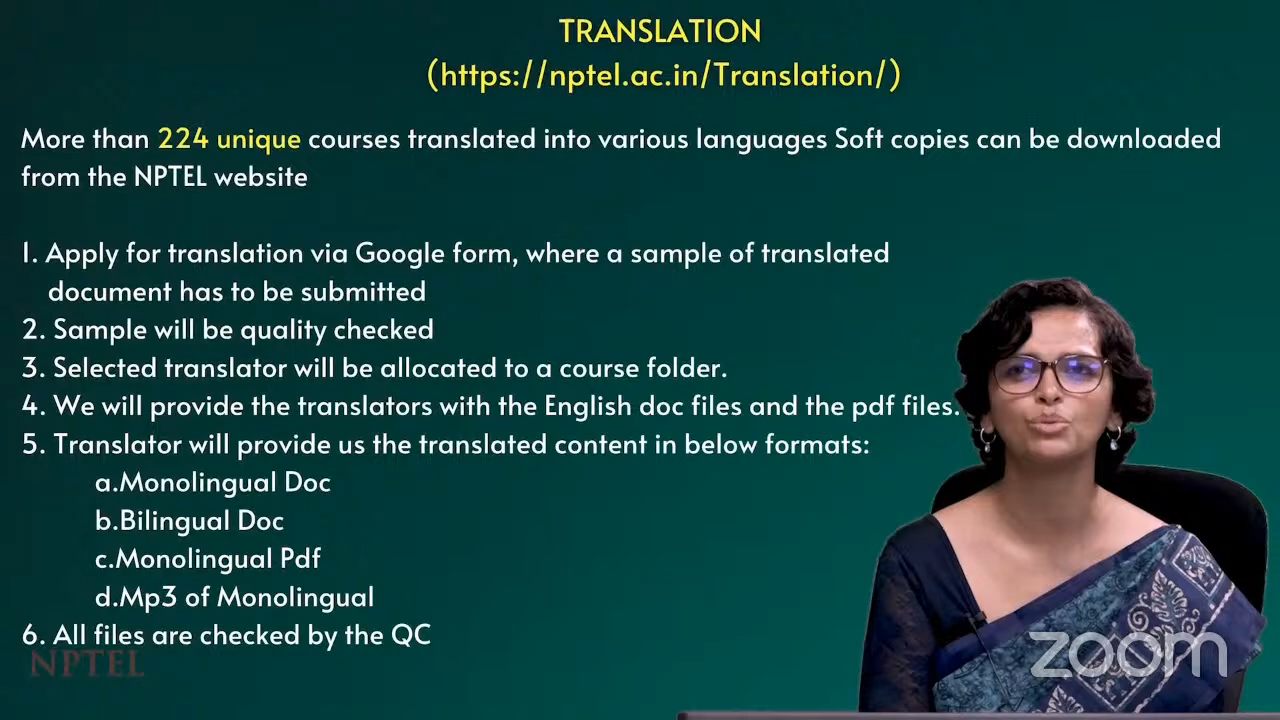 TRANSLATION
(https://nptel.ac.in/Translation/)
More than 224 unique courses translated into various languages Soft copies can be downloaded
from the NPTEL website
1. Apply for translation via Google form, where a sample of translated
document has to be submitted
2. Sample will be quality checked
3. Selected translator will be allocated to a course folder.
4. We will provide the translators with the English doc files and the pdf files.
5. Translator will provide us the translated content in below formats:
a.Monolingual Doc
b.Bilingual Doc
c.Monolingual Pdf
d.Mp3 of Monolingual
6. All files are checked by the QC
NPTEL
zoom